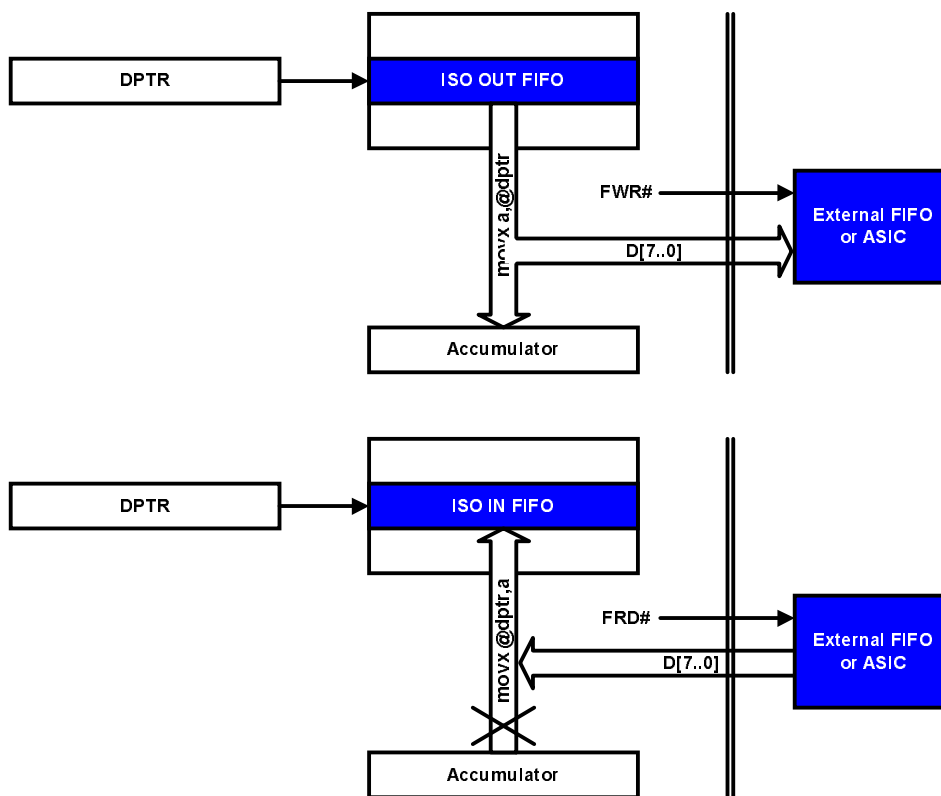 DPTR
ISO OUT FIFO
movx a,@dptr
FWR#
External FIFO
or ASIC
D[7..0]
Accumulator
DPTR
ISO IN FIFO
movx @dptr,a
FRD#
External FIFO
or ASIC
D[7..0]
Accumulator